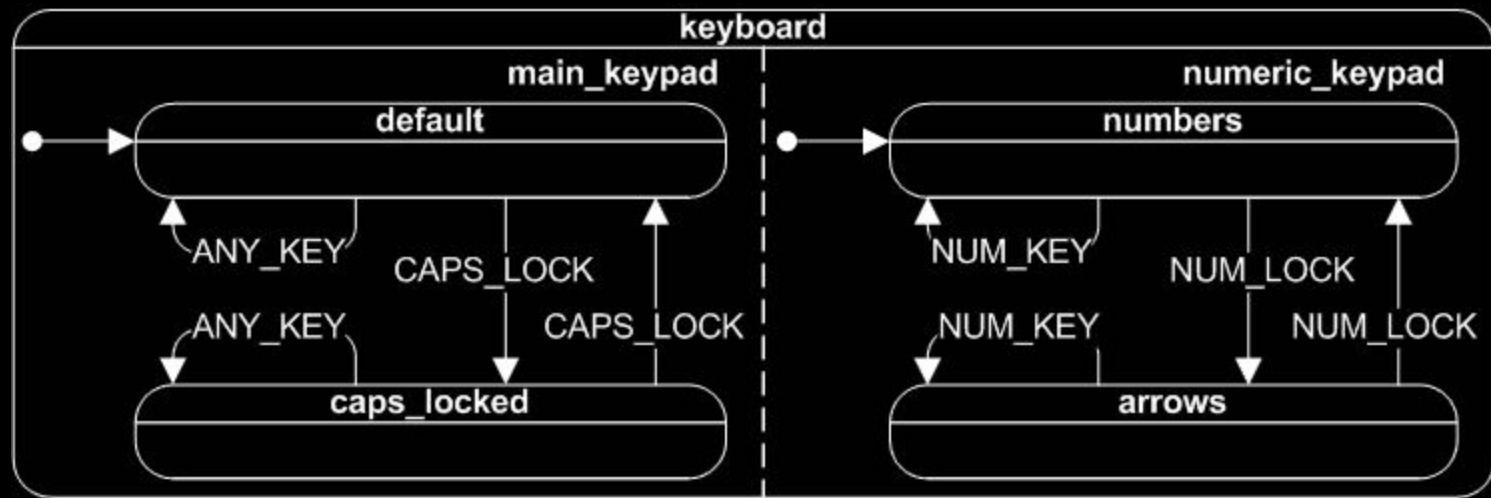 keyboard
main_keypad
default
ANY_KEY
CAPS_LOCK
ANY_KEY
CAPS_LOCK
caps_locked
numeric_keypad
numbers
NUM_KEY
NUM_LOCK
NUM_KEY
NUM_LOCK
arrows